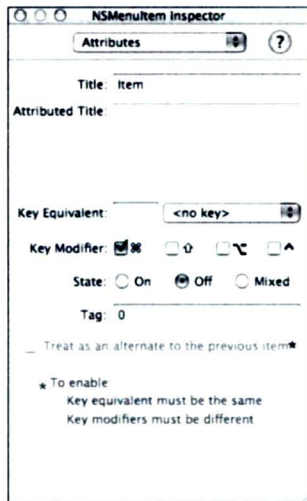 NSMenuItem Inspector
Attributes ?
Title: Item
Attributed Title:
Key Equivalent: <no key>
Key Modifier: ⌘ ⇧ ⌥ ^
State: On Off Mixed
Tag: 0
Treat as an alternate to the previous item*
* To enable
Key equivalent must be the same
Key modifiers must be different